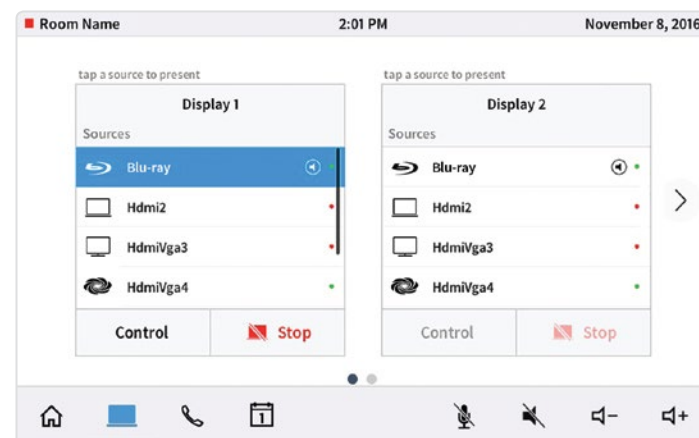 Room Name 2:01 PM November 8, 2016
tap a source to present
Display 1
Sources
Blu-ray
Hdmi2
HdmiVga3
HdmiVga4
Control Stop
tap a source to present
Display 2
Sources
Blu-ray
Hdmi2
HdmiVga3
HdmiVga4
Control Stop
1